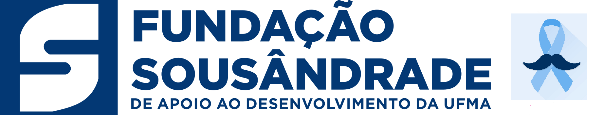 FUNDAÇÃO
SOUSÂNDRADE
DE APOIO AO DESENVOLVIMENTO DA UFMA